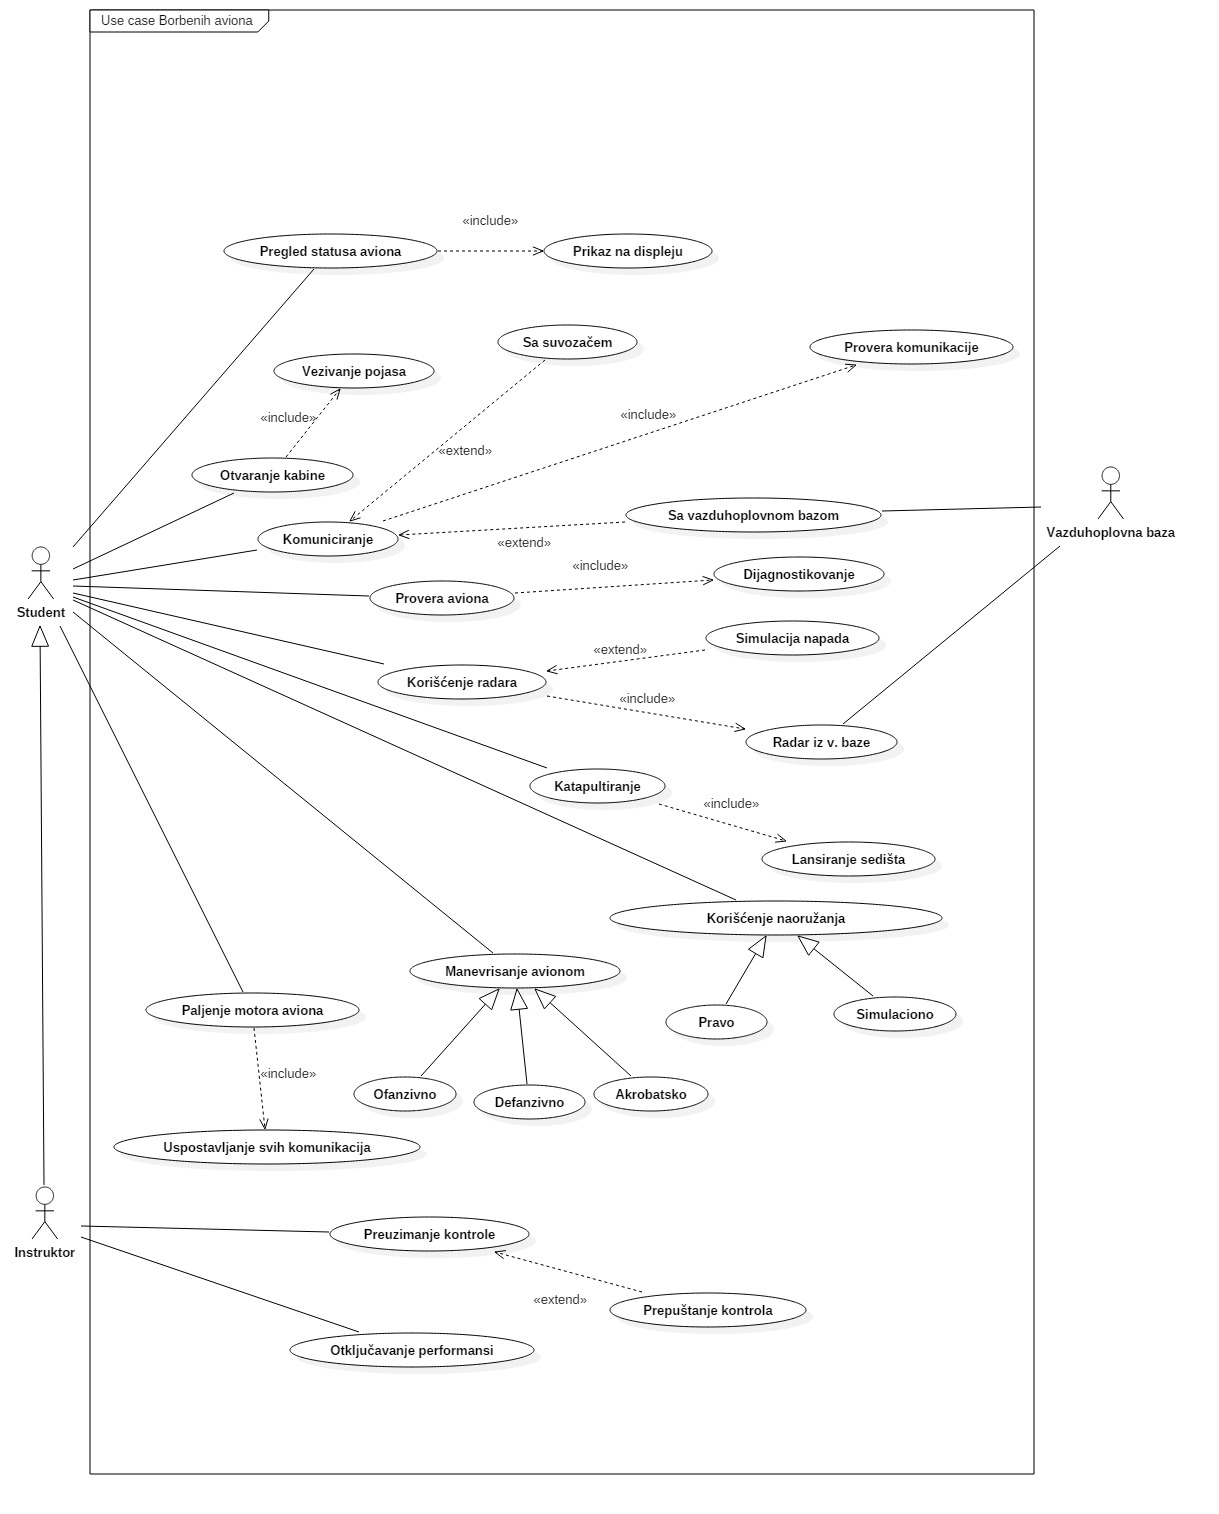 Use case Borbenih aviona
«include»
Pregled statusa aviona
Prikaz na displeju
Sa suvozačem
Provera komunikacije
Vezivanje pojasa
«include»
«include»
«extend»
Otvaranje kabine
Sa vazduhoplovnom bazom
Vazduhoplovna baza
Komuniciranje
«extend»
«include»
Dijagnostikovanje
Provera aviona
Student
Simulacija napada
«extend»
Korišćenje radara
«include»
Radar iz v. baze
Katapultiranje
«include»
Lansiranje sedišta
Korišćenje naoružanja
Manevrisanje avionom
Paljenje motora aviona
Pravo
Simulaciono
«include»
Ofanzivno
Defanzivno
Akrobatsko
Uspostavljanje svih komunikacija
Preuzimanje kontrole
Instruktor
«extend»
Prepuštanje kontrola
Otključavanje performansi